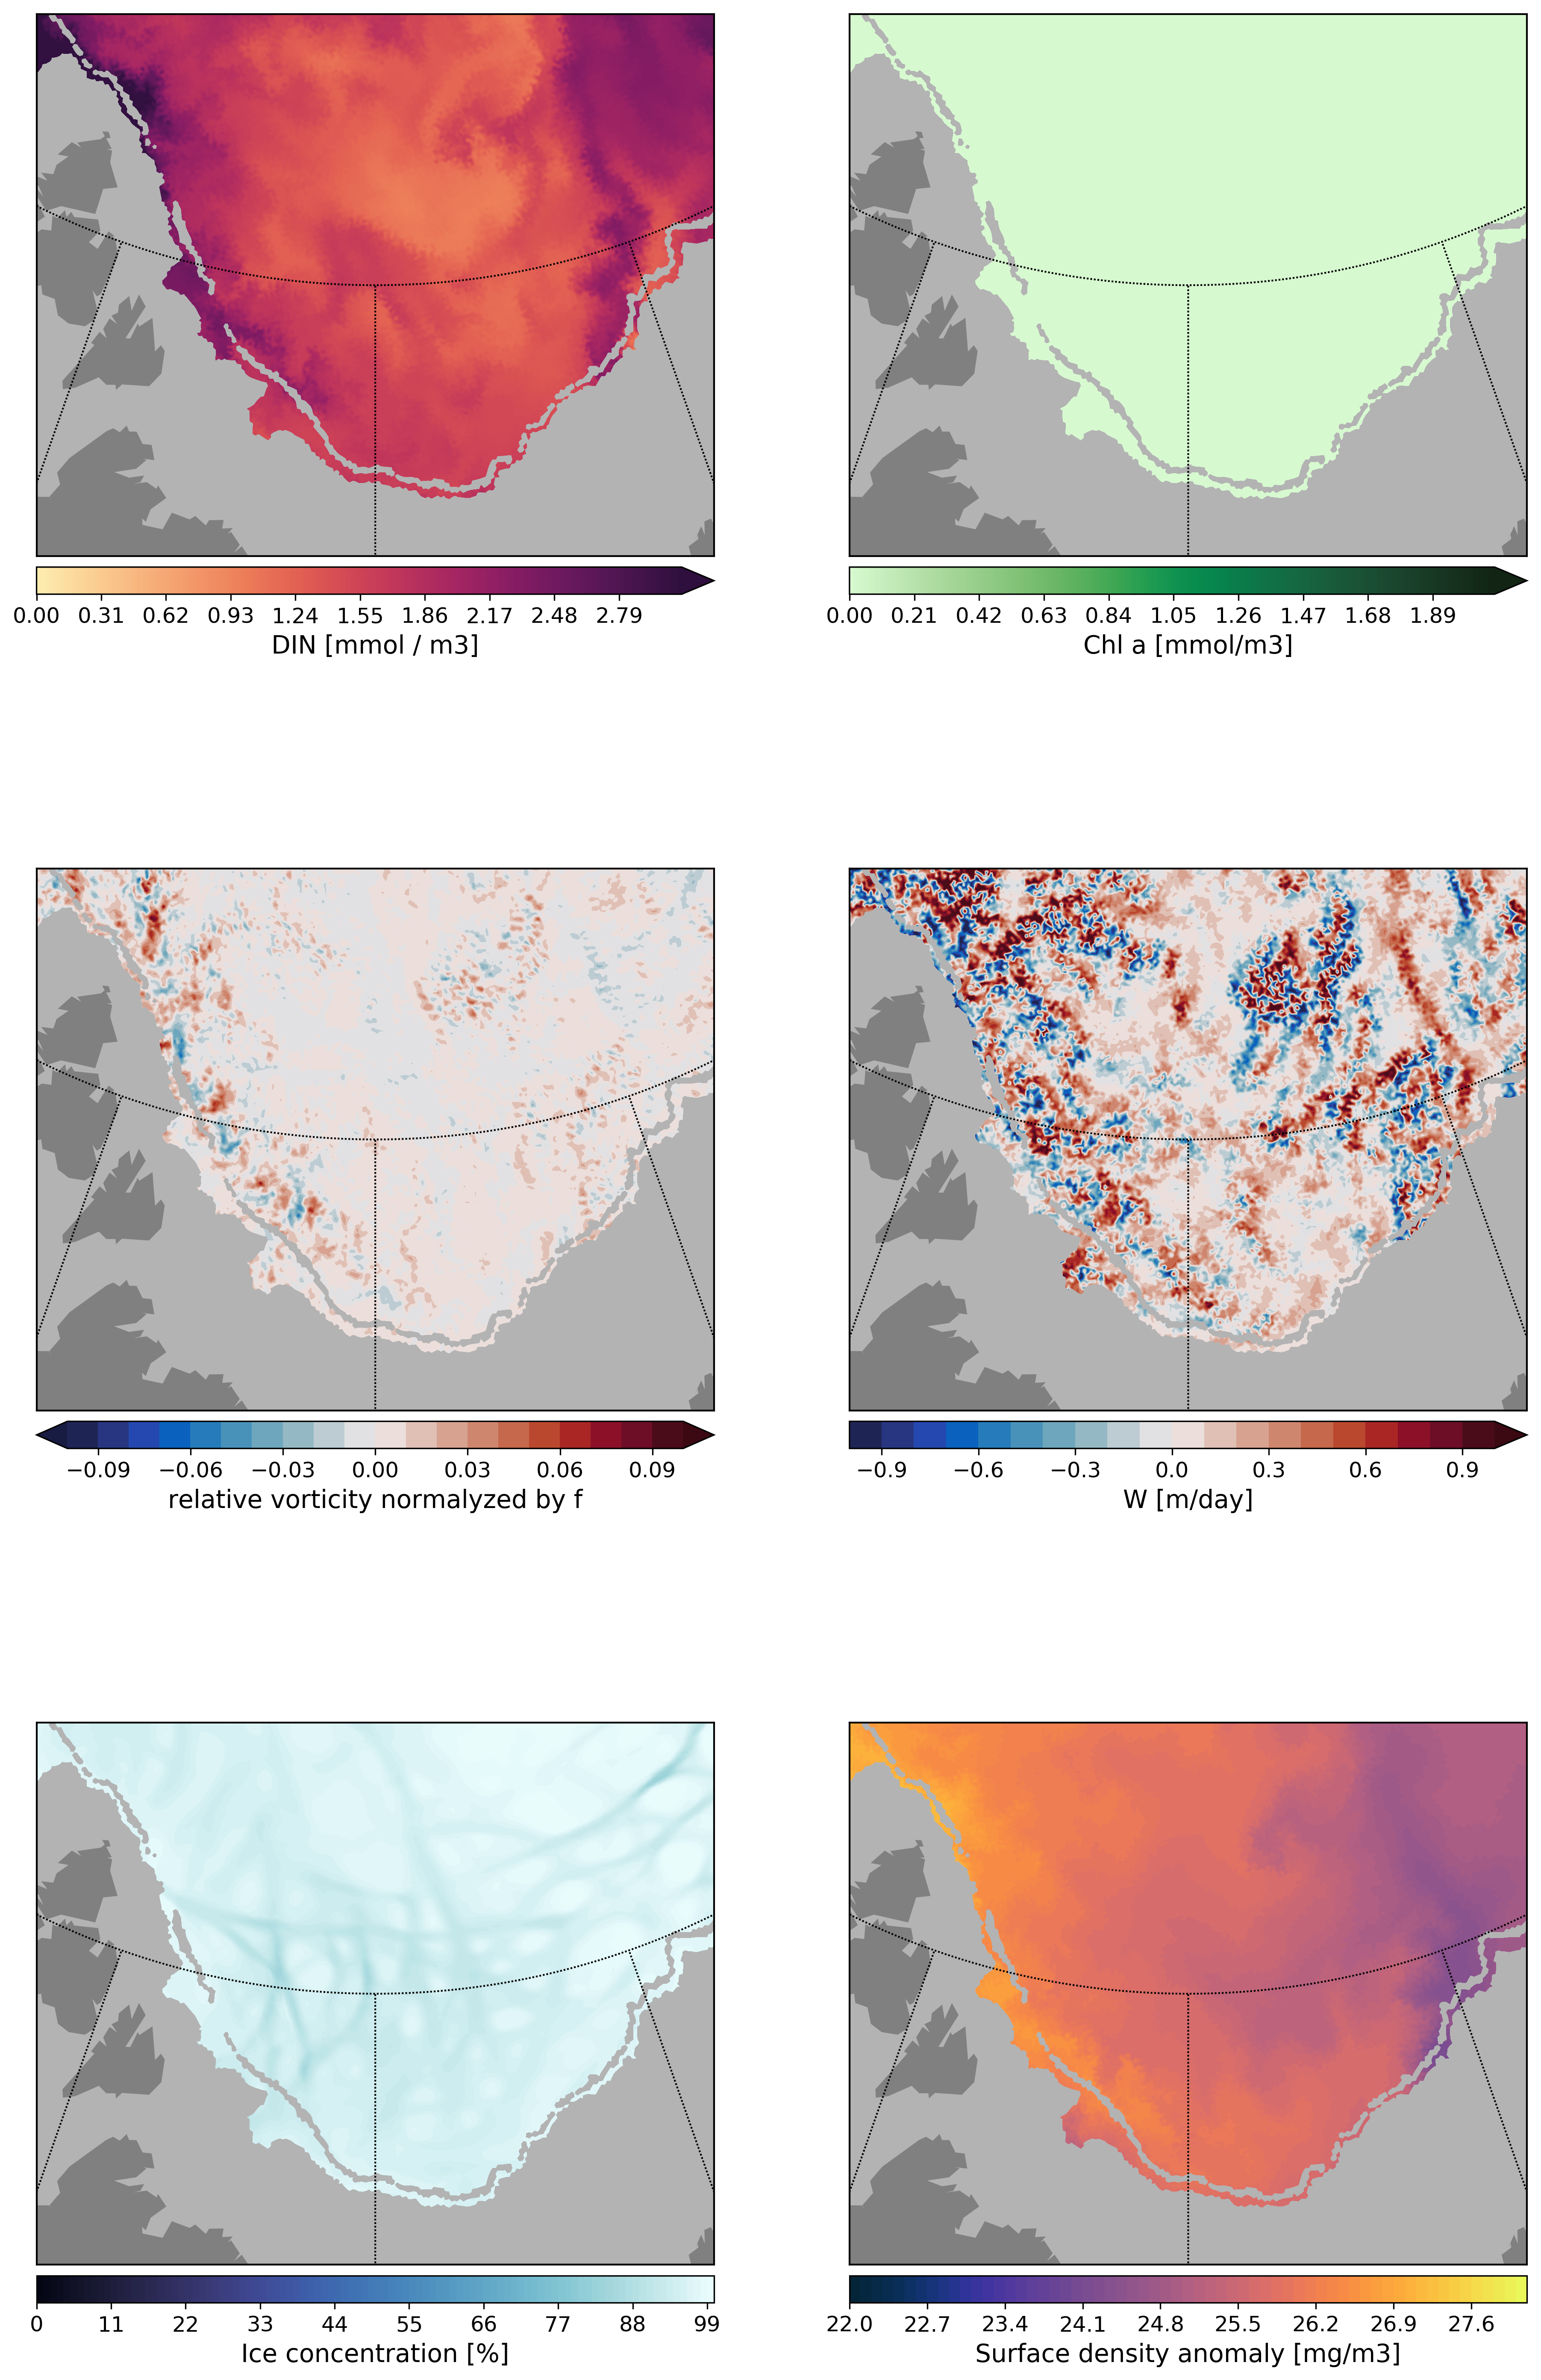 0.00 0.31 0.62 0.93 1.24 1.55 1.86 2.17 2.48 2.79
DIN [mmol / m3]
0.00 0.21 0.42 0.63 0.84 1.05 1.26 1.47 1.68 1.89
Chl a [mmol/m3]
−0.09 −0.06 −0.03 0.00 0.03 0.06 0.09
relative vorticity normalyzed by f
−0.9 −0.6 −0.3 0.0 0.3 0.6 0.9
W [m/day]
0 11 22 33 44 55 66 77 88 99
Ice concentration [%]
22.0 22.7 23.4 24.1 24.8 25.5 26.2 26.9 27.6
Surface density anomaly [mg/m3]